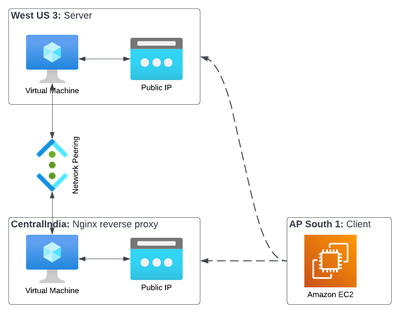 West US 3: Server
Virtual Machine
Public IP
Network Peering
CentralIndia: Nginx reverse proxy
Virtual Machine
Public IP
AP South 1: Client
Amazon EC2